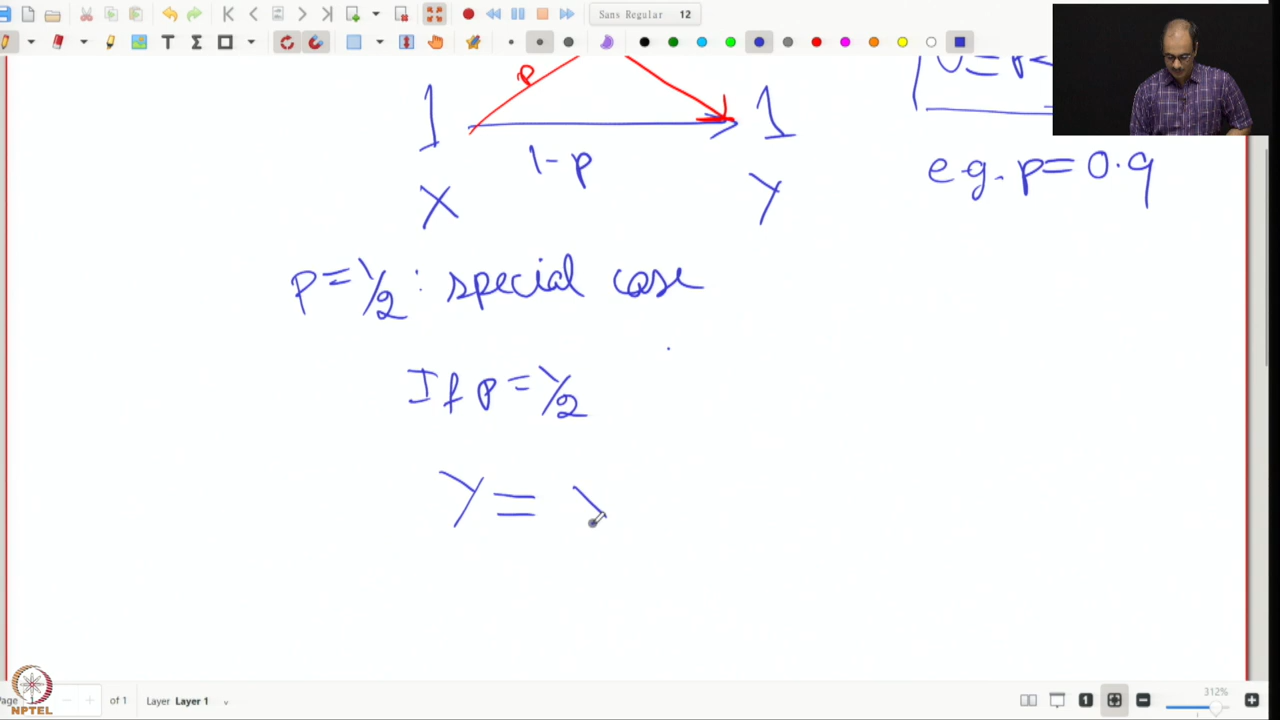 Sans Regular 12
p
1 1
1-p
X Y
e.g. p=0.9
p=1/2 : special case
If p=1/2
Y=
Page 1 of 1 Layer Layer 1
312%
NPTEL